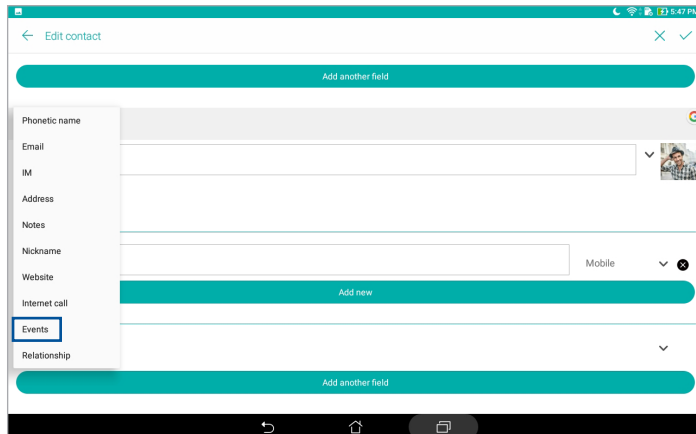 5:47 PM
Edit contact
Add another field
Phonetic name
Email
IM
Address
Notes
Nickname
Website
Internet call
Events
Relationship
Mobile
Add new
Add another field